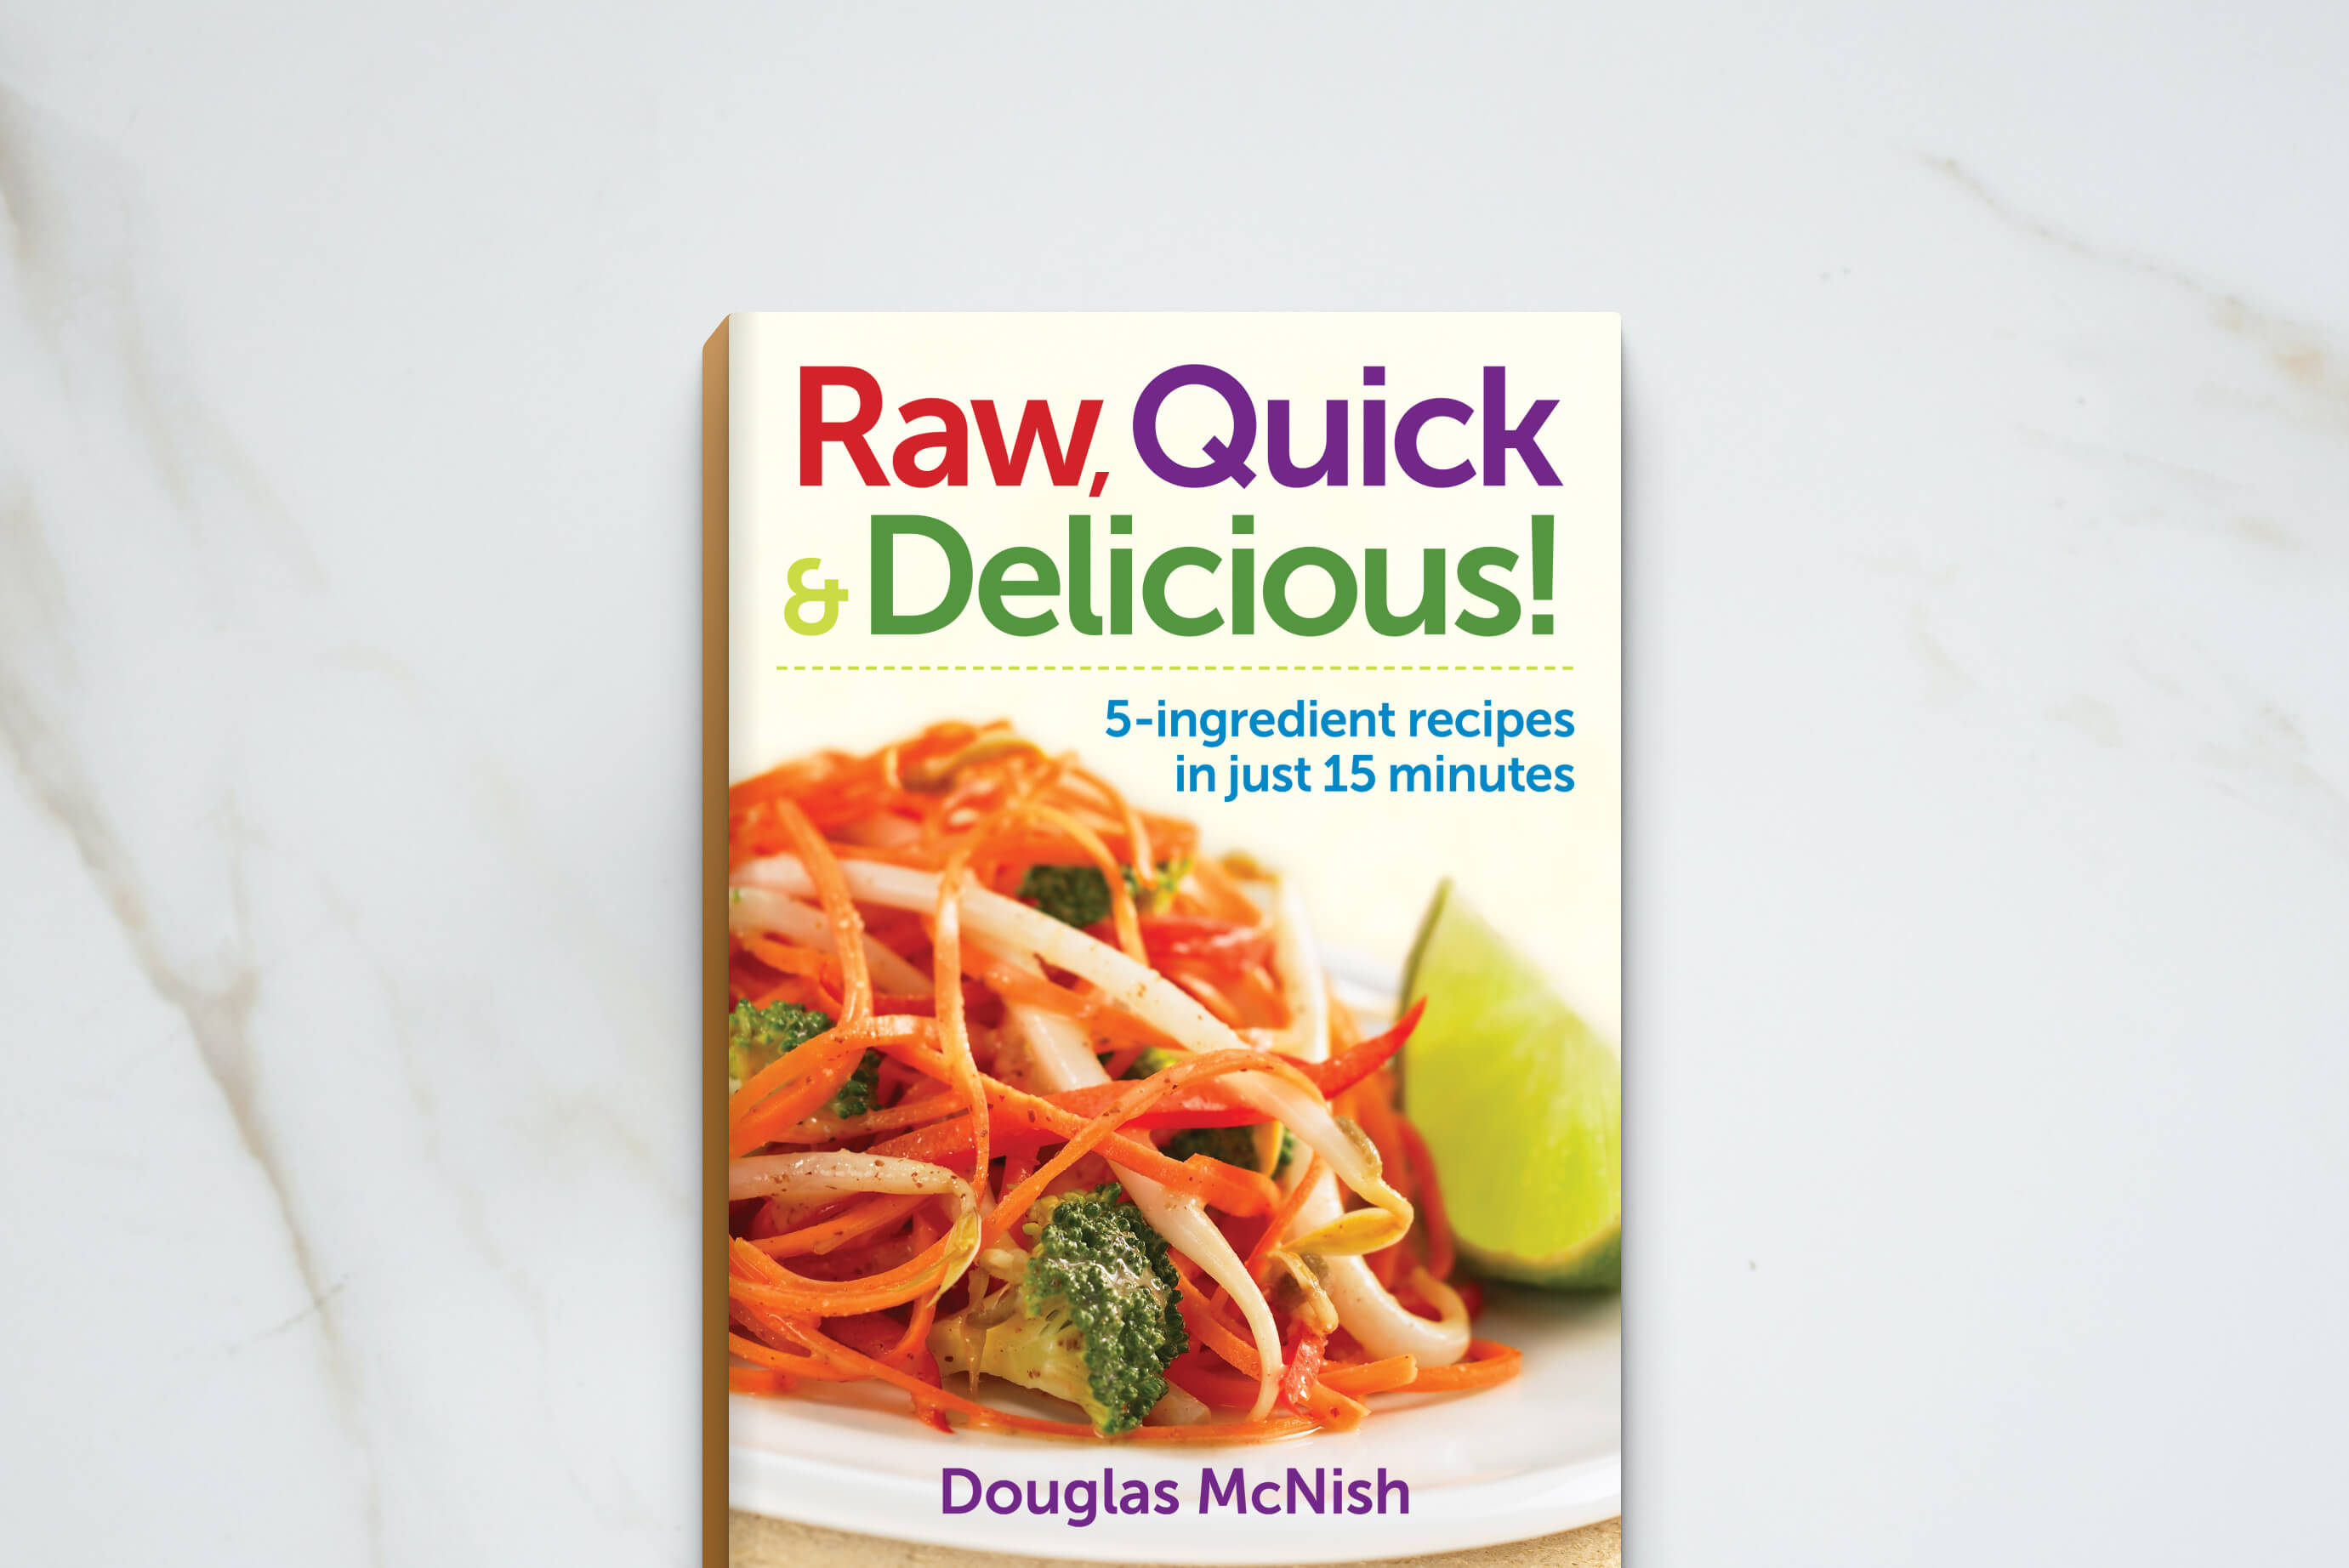 Raw, Quick
& Delicious!
5-ingredient recipes
in just 15 minutes
Douglas McNish